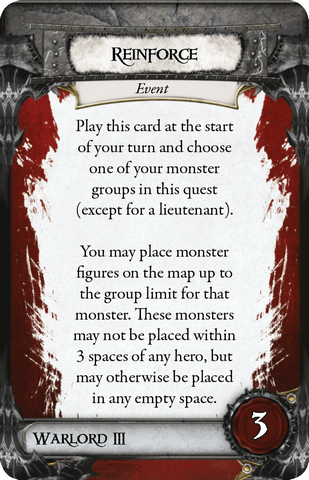 Reinforce
Event
Play this card at the start
of your turn and choose
one of your monster
groups in this quest
(except for a lieutenant).
You may place monster
figures on the map up to
the group limit for that
monster. These monsters
may not be placed within
3 spaces of any hero, but
may otherwise be placed
in any empty space.
Warlord III
3